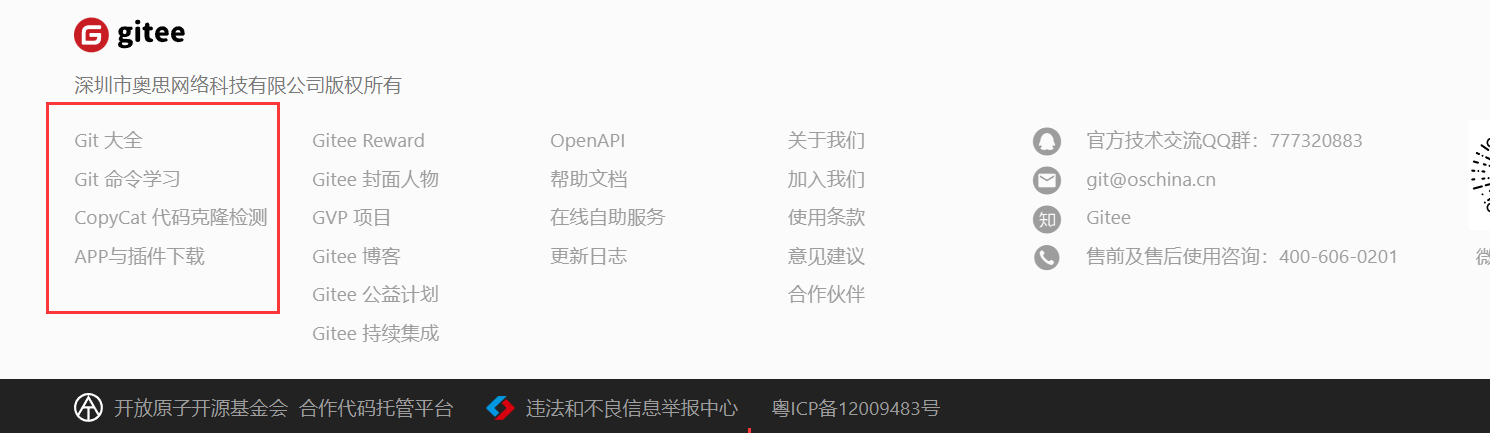 gitee
深圳市奥思网络科技有限公司版权所有
Git 大全
Git 命令学习
CopyCat 代码克隆检测
APP与插件下载
Gitee Reward
Gitee 封面人物
GVP 项目
Gitee 博客
Gitee 公益计划
Gitee 持续集成
OpenAPI
帮助文档
在线自助服务
更新日志
关于我们
加入我们
使用条款
意见建议
合作伙伴
官方技术交流QQ群：777320883
git@oschina.cn
知 Gitee
售前及售后使用咨询：400-606-0201
微
开放原子开源基金会 合作代码托管平台 违法和不良信息举报中心 粤ICP备12009483号